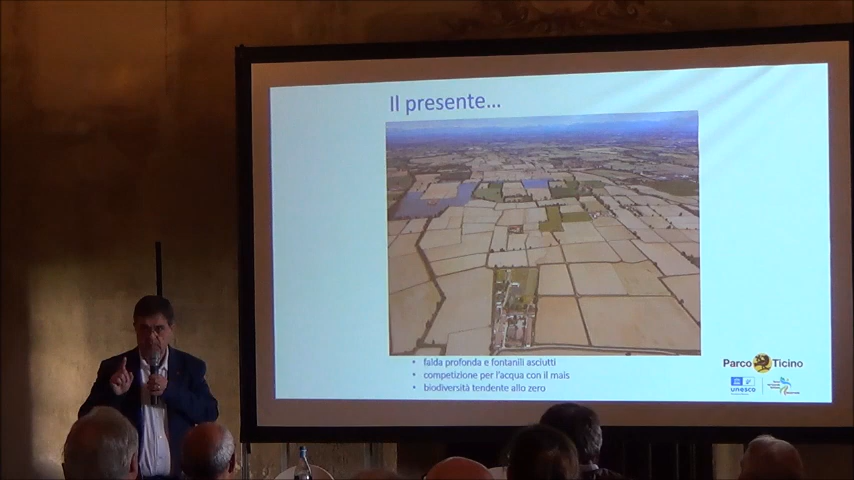 Il presente...
• falda profonda e fontanili asciutti
• competizione per l'acqua con il mais
• biodiversità tendente allo zero
Parco Ticino
unesco